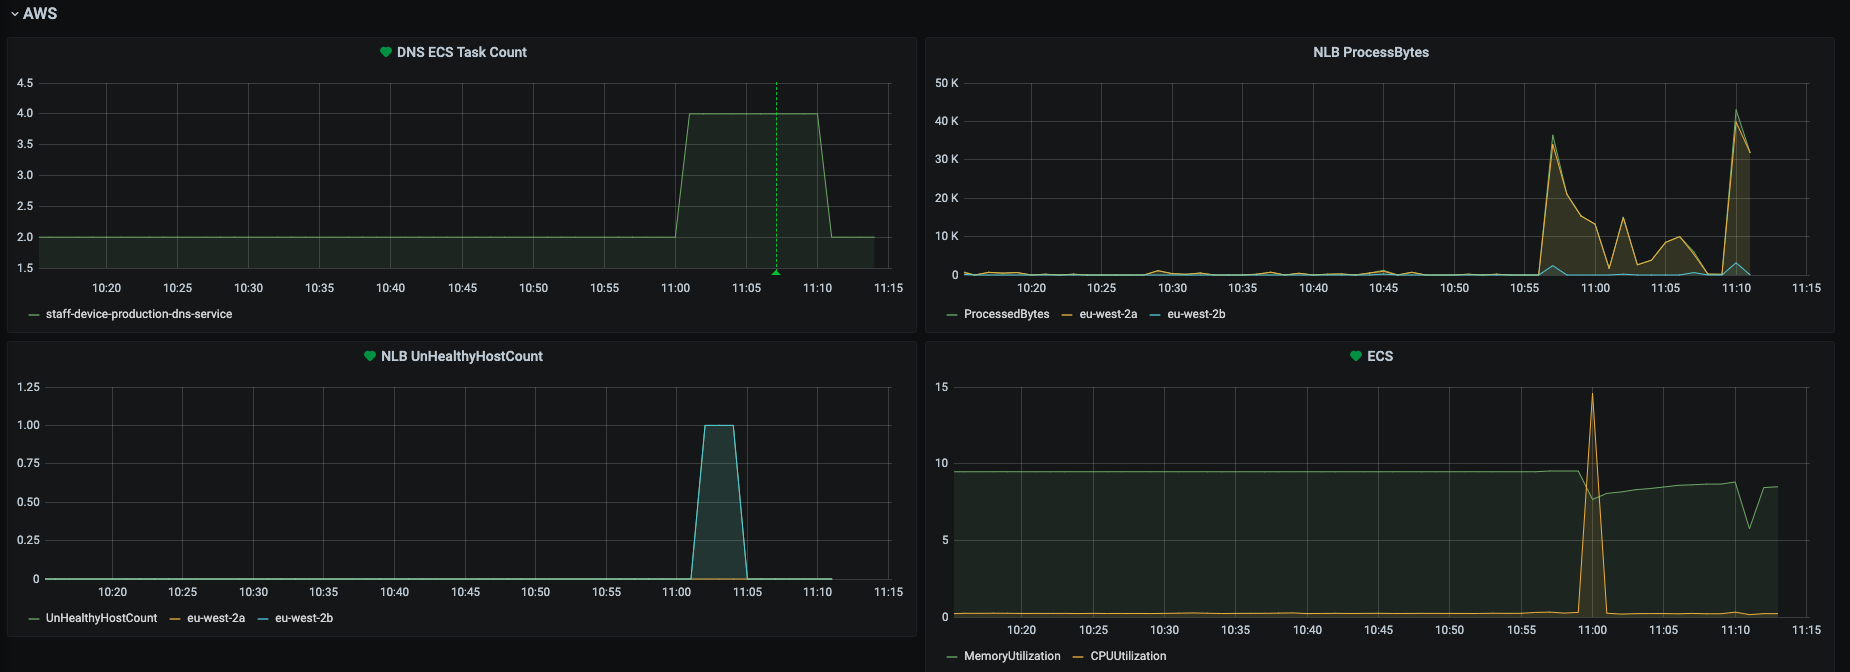 AWS
DNS ECS Task Count
4.5
4.0
3.5
3.0
2.5
2.0
1.5
10:20 10:25 10:30 10:35 10:40 10:45 10:50 10:55 11:00 11:05 11:10 11:15
staff-device-production-dns-service
NLB ProcessBytes
50 K
40 K
30 K
20 K
10 K
0
10:20 10:25 10:30 10:35 10:40 10:45 10:50 10:55 11:00 11:05 11:10 11:15
ProcessedBytes eu-west-2a eu-west-2b
NLB UnHealthyHostCount
1.25
1.00
0.75
0.50
0.25
0
10:20 10:25 10:30 10:35 10:40 10:45 10:50 10:55 11:00 11:05 11:10 11:15
UnHealthyHostCount eu-west-2a eu-west-2b
ECS
15
10
5
0
10:20 10:25 10:30 10:35 10:40 10:45 10:50 10:55 11:00 11:05 11:10 11:15
MemoryUtilization CPUUtilization